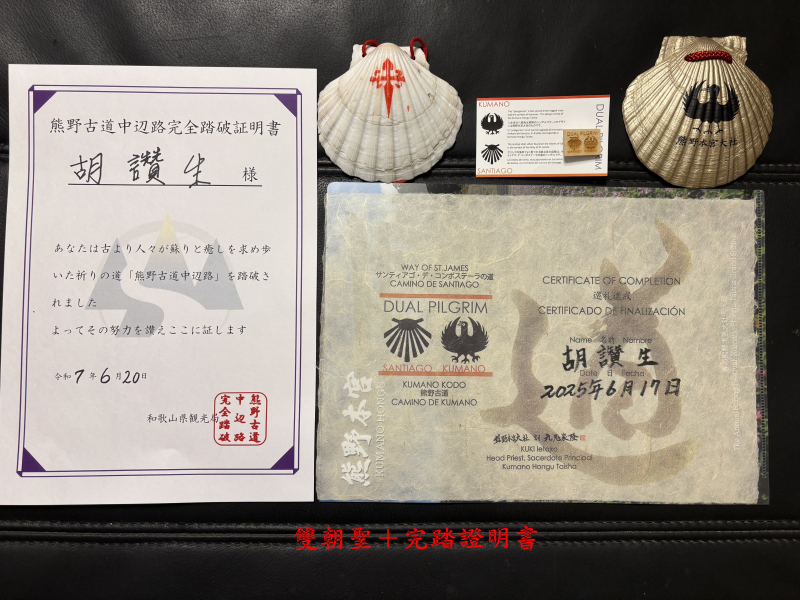 熊野古道中辺路完全踏破証明書
胡讚生 様
あなたは古より人々が蘇りと癒しを求め歩
いた祈りの道「熊野古道中辺路」を踏破さ
れました
よってその努力を讃えここに証します
令和7年6月20日
和歌山県観光局
熊野古道
中辺路
完全踏破
KUMANO
SANTIAGO
DUAL PILGRIM
DUAL PILGRIM
熊野本宮大社
WAY OF ST.JAMES
サンティアゴ・デ・コンポステーラの道
CAMINO DE SANTIAGO
DUAL PILGRIM
SANTIAGO KUMANO
KUMANO KODO
熊野古道
CAMINO DE KUMANO
熊野本宮
KUMANO HONGU
CERTIFICATE OF COMPLETION
巡礼達成
CERTIFICADO DE FINALIZACIÓN
Name 名前 Nombre
胡讚生
Date 日 Fecha
2025年6月17日
KUKI Ietaka
Head Priest, Sacerdote Principal
Kumano Hongu Taisha
雙朝聖＋完踏證明書